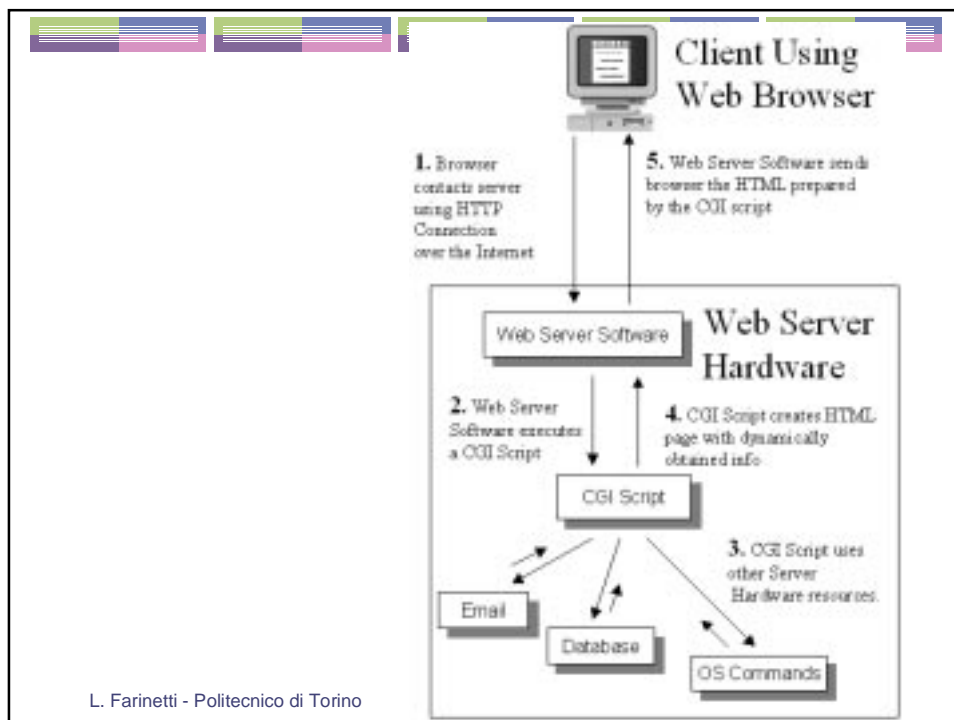 Client Using
Web Browser
1. Browser
contacts server
using HTTP
Connection
over the Internet
5. Web Server Software sends
browser the HTML prepared
by the CGI script
Web Server Software
Web Server
Hardware
2. Web Server
Software executes
a CGI Script
4. CGI Script creates HTML
page with dynamically
obtained info
CGI Script
3. CGI Script uses
other Server
Hardware resources.
Email
Database
OS Commands
L. Farinetti - Politecnico di Torino